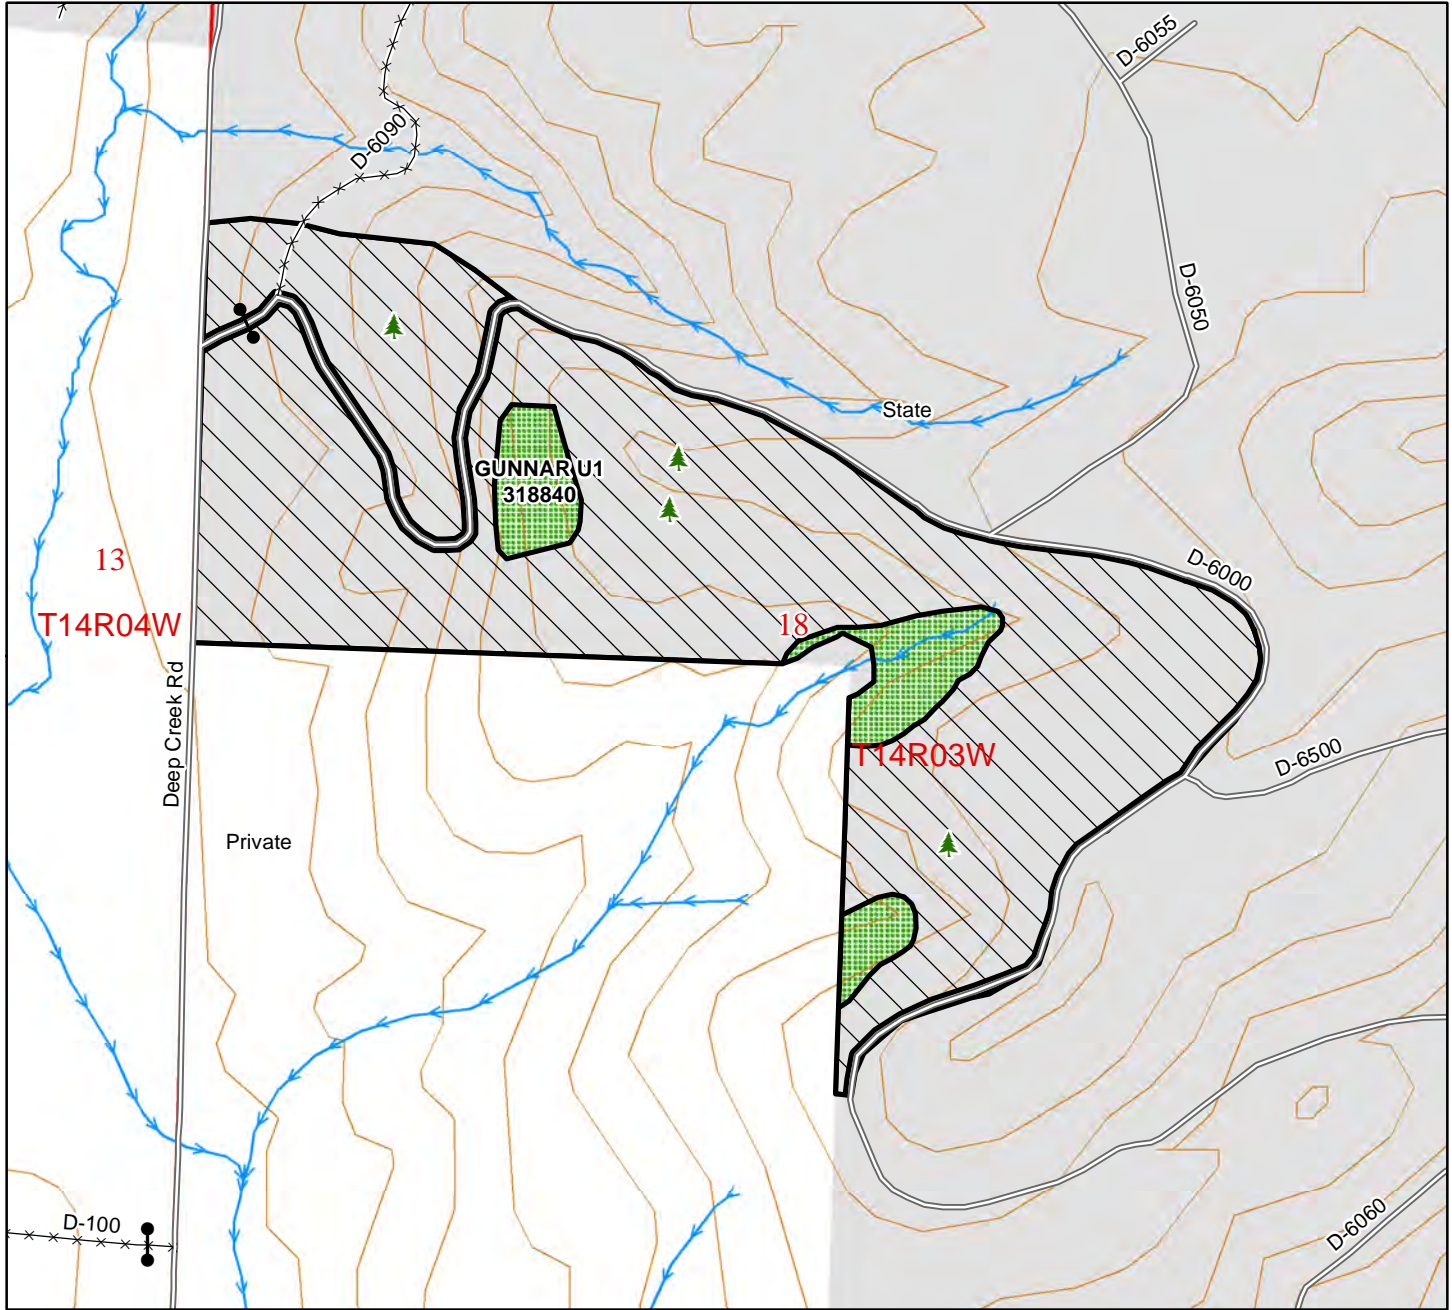 D-6055
D-6090
D-6050
State
GUNNAR U1
318840
13
D-6000
T14R04W
18
Deep Creek Rd
T14R03W
D-6500
Private
D-100
D-6060